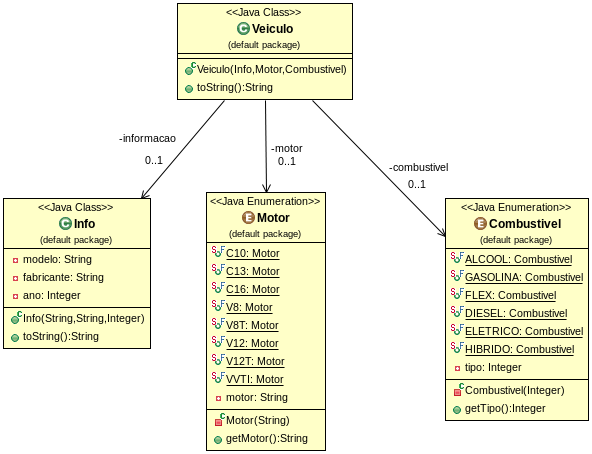 <<Java Class>>
Veiculo
(default package)
Veiculo(Info,Motor,Combustivel)
toString():String
-informacao
0..1
-motor
0..1
-combustivel
0..1
<<Java Class>>
Info
(default package)
modelo: String
fabricante: String
ano: Integer
Info(String,String,Integer)
toString():String
<<Java Enumeration>>
Motor
(default package)
C10: Motor
C13: Motor
C16: Motor
V8: Motor
V8T: Motor
V12: Motor
V12T: Motor
VVTI: Motor
motor: String
Motor(String)
getMotor():String
<<Java Enumeration>>
Combustivel
(default package)
ALCOOL: Combustivel
GASOLINA: Combustivel
FLEX: Combustivel
DIESEL: Combustivel
ELETRICO: Combustivel
HIBRIDO: Combustivel
tipo: Integer
Combustivel(Integer)
getTipo():Integer